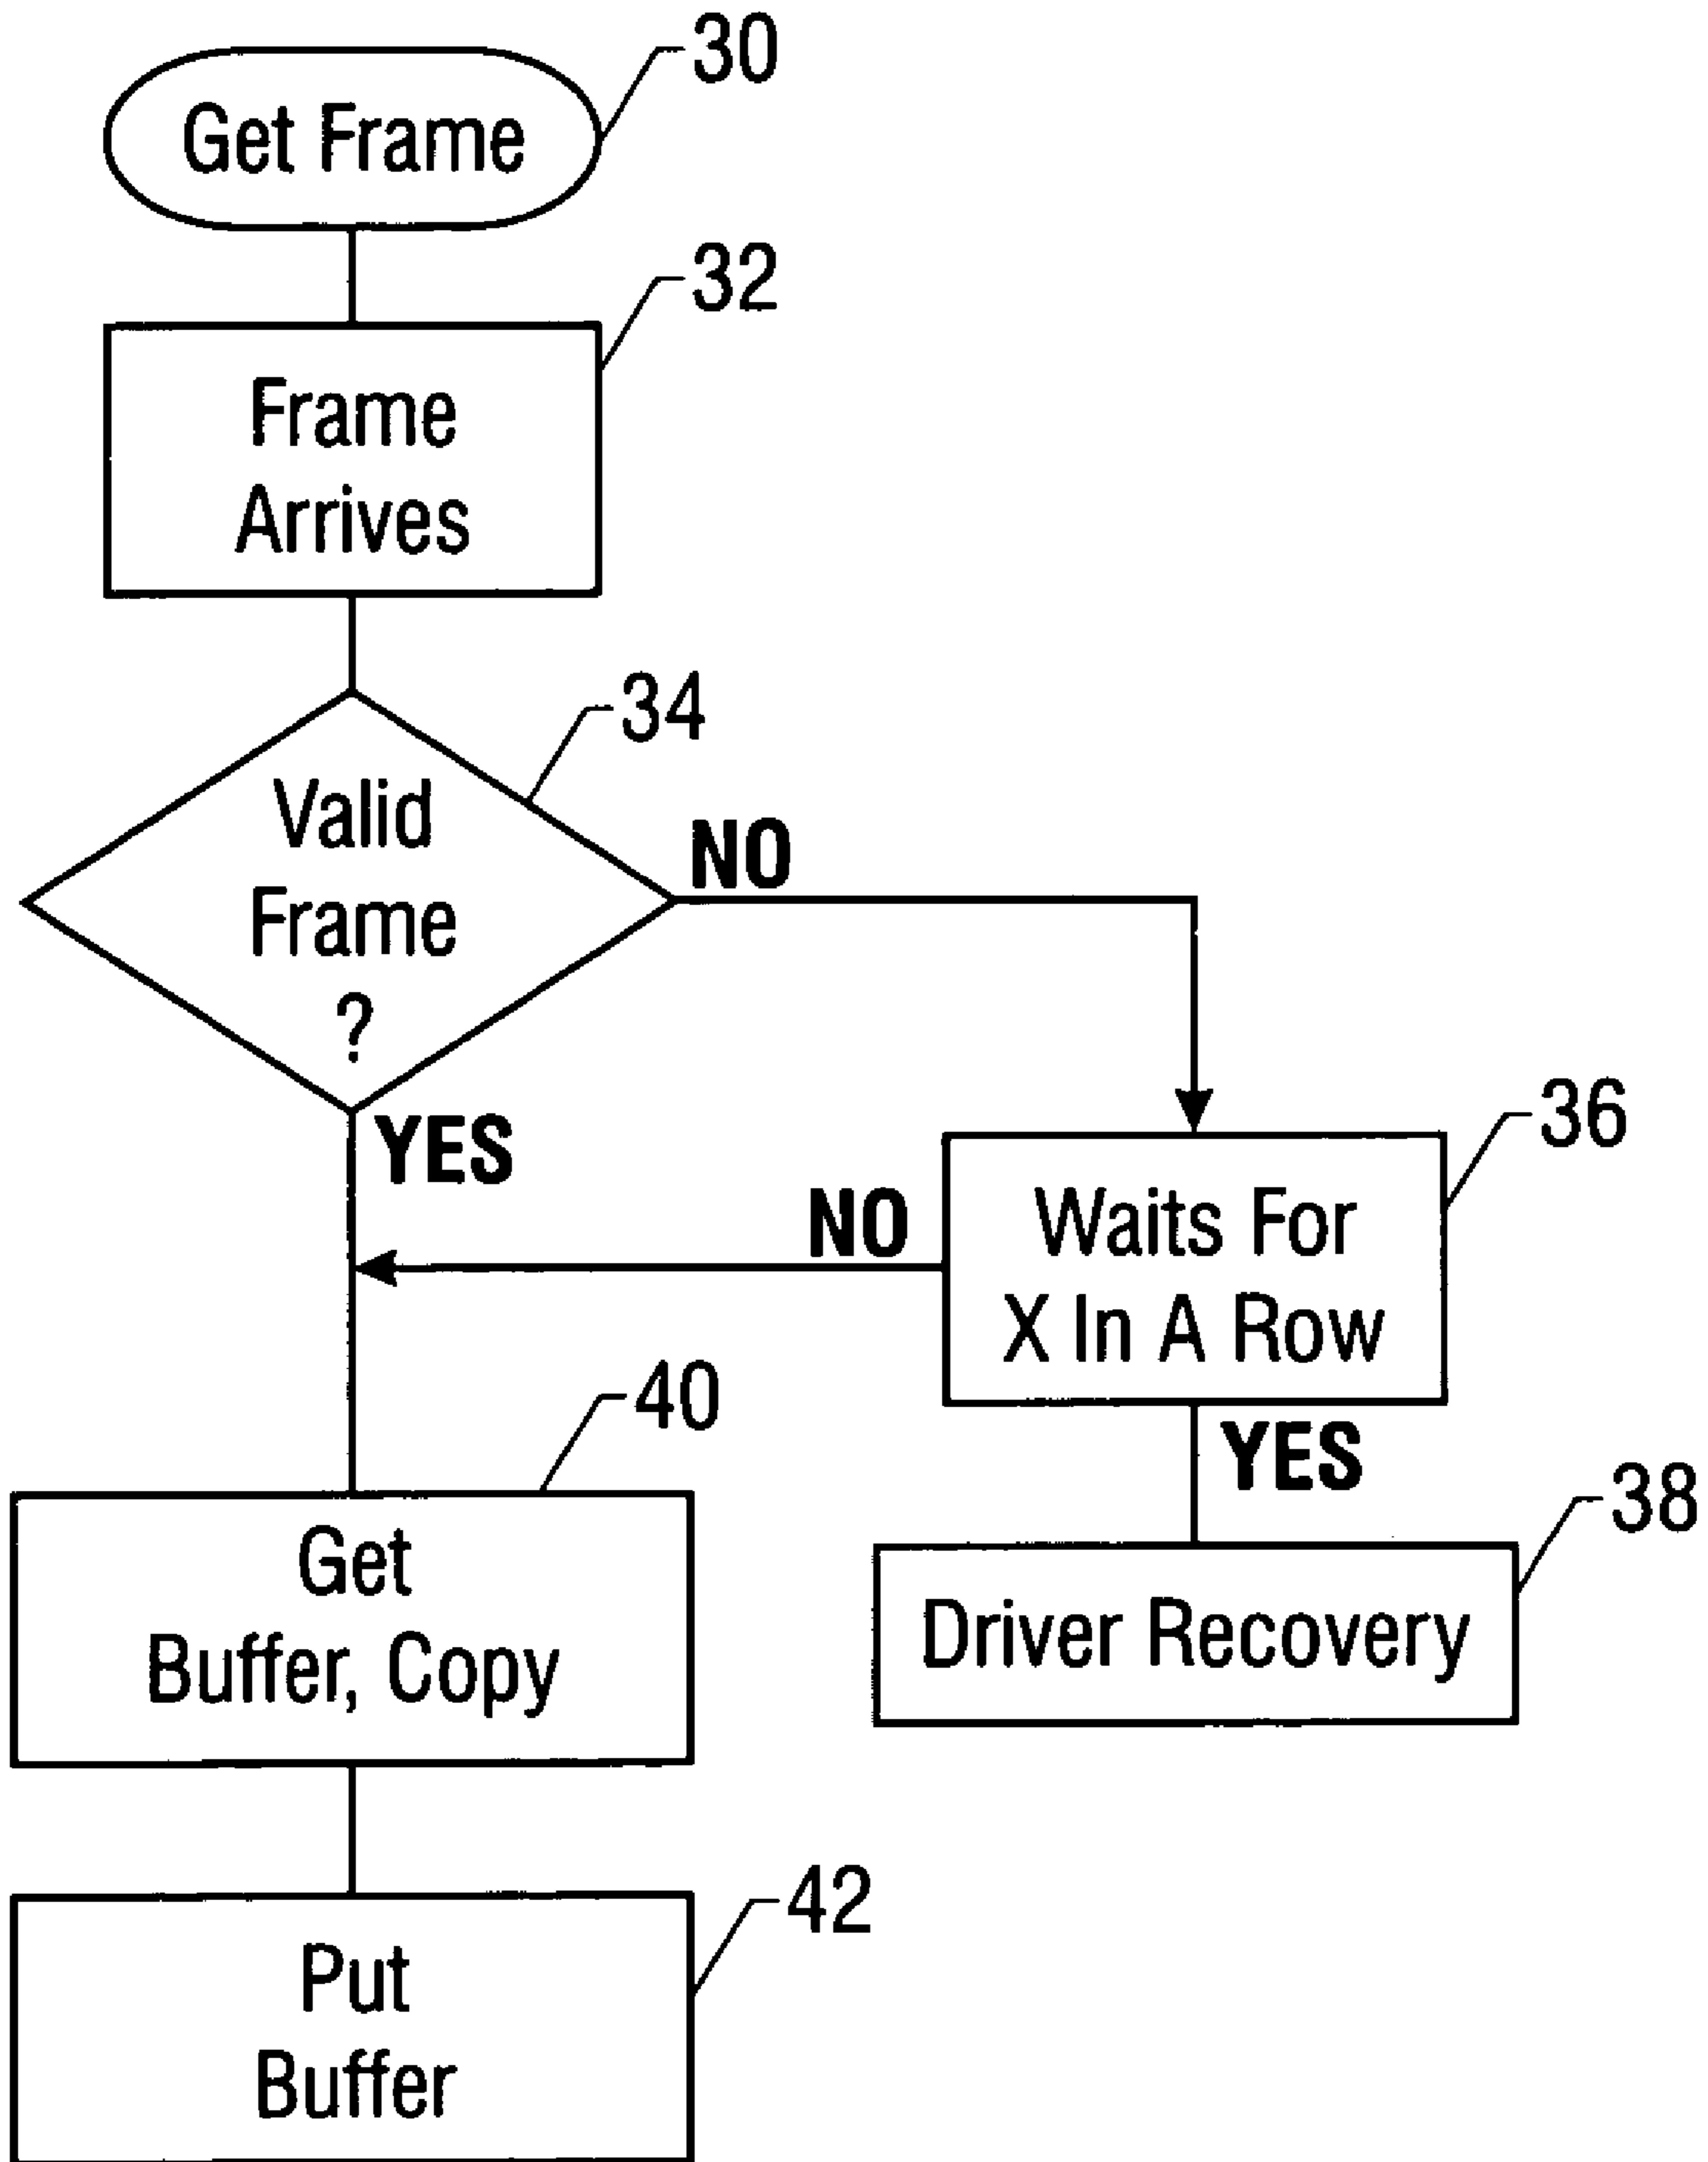 30
Get Frame
32
Frame
Arrives
34
Valid
Frame
?
NO
YES
36
Waits For
X In A Row
NO
YES
40
Get
Buffer, Copy
38
Driver Recovery
42
Put
Buffer